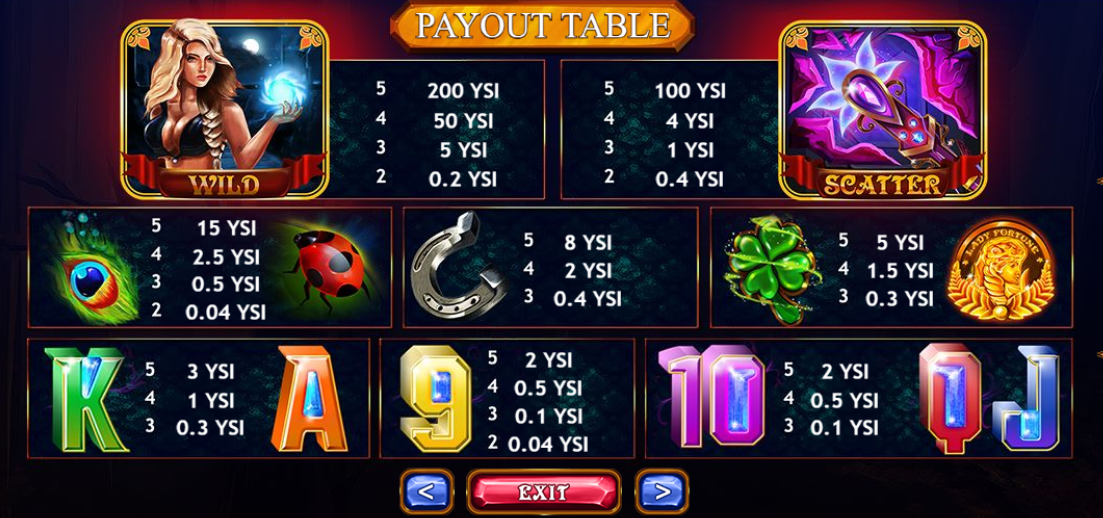 PAYOUT TABLE
WILD
5 200 YSI
4 50 YSI
3 5 YSI
2 0.2 YSI
5 100 YSI
4 4 YSI
3 1 YSI
2 0.4 YSI
SCATTER
5 15 YSI
4 2.5 YSI
3 0.5 YSI
2 0.04 YSI
5 8 YSI
4 2 YSI
3 0.4 YSI
5 5 YSI
4 1.5 YSI
3 0.3 YSI
LADY FORTUNE
K
5 3 YSI
4 1 YSI
3 0.3 YSI
A
9
5 2 YSI
4 0.5 YSI
3 0.1 YSI
2 0.04 YSI
10
5 2 YSI
4 0.5 YSI
3 0.1 YSI
Q J
< EXIT >